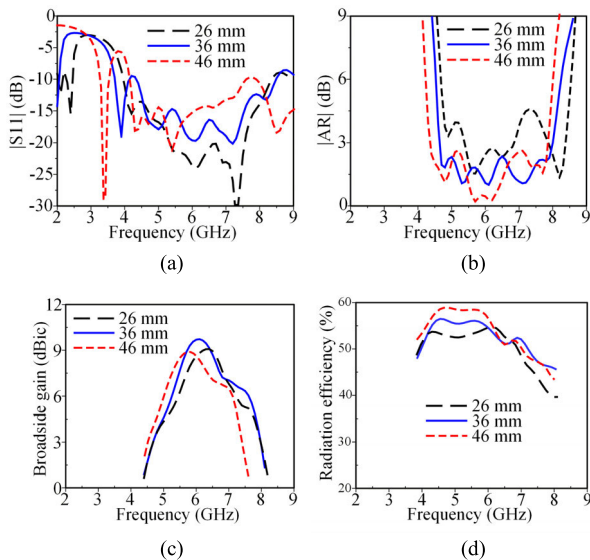 0
-5
-10
-15
-20
-25
-30
|S11| (dB)
26 mm
36 mm
46 mm
2 3 4 5 6 7 8 9
Frequency (GHz)
(a)
9
6
3
0
|AR| (dB)
26 mm
36 mm
46 mm
2 3 4 5 6 7 8 9
Frequency (GHz)
(b)
12
9
6
3
0
Broadside gain (dBic)
26 mm
36 mm
46 mm
2 3 4 5 6 7 8 9
Frequency (GHz)
(c)
60
50
40
30
20
Radiation efficiency (%)
26 mm
36 mm
46 mm
2 3 4 5 6 7 8 9
Frequency (GHz)
(d)